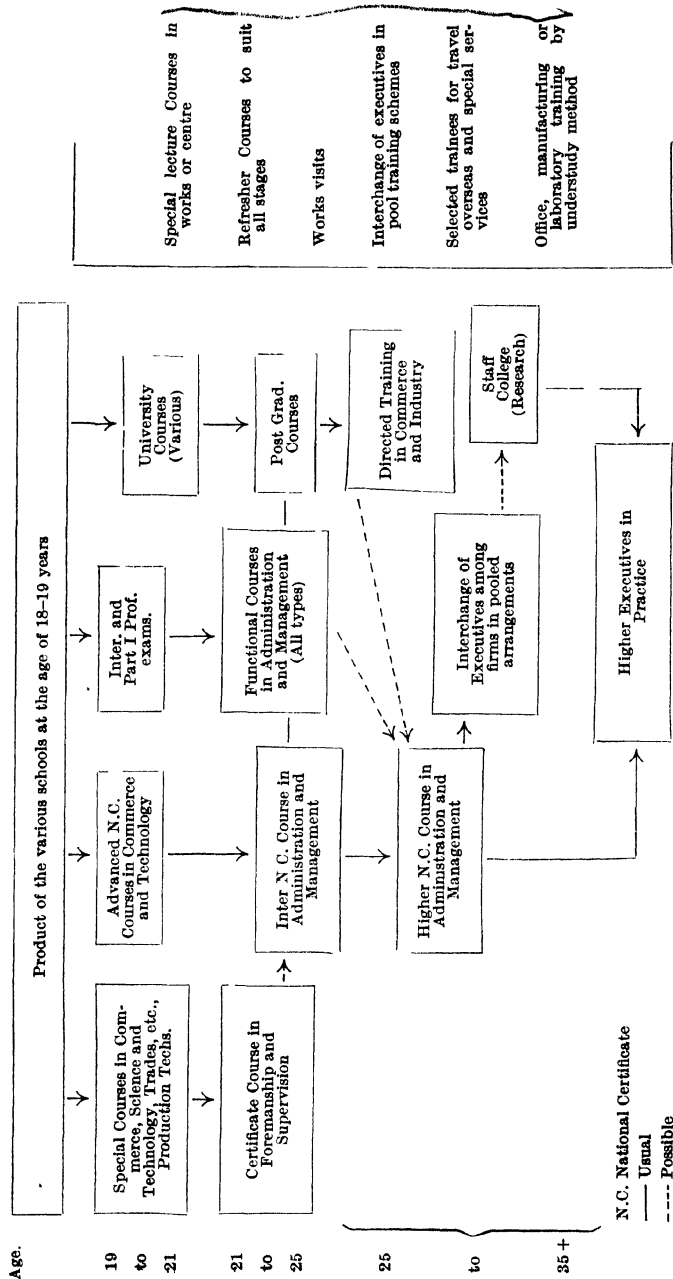 Age.
Product of the various schools at the age of 18-19 years
19
to
21
Special Courses in Com-
merce, Science and
Technology, Trades, etc.,
Production Techs.
Advanced N.C.
Courses in Commerce
and Technology
Inter. and
Part I Prof.
exams.
University
Courses
(Various)
21
to
25
Certificate Course in
Foremanship and
Supervision
Inter N C. Course in
Administration and
Management
Functional Courses
in Administration
and Management
(All types)
Post Grad.
Courses
25
to
35 +
Higher N.C. Course in
Administration and
Management
Directed Training
in Commerce
and Industry
Interchange of
Executives among
firms in pooled
arrangements
Staff
College
(Research)
Higher Executives in
Practice
Special lecture Courses in
works or centre
Refresher Courses to suit
all stages
Works visits
Interchange of executives in
pool training schemes
Selected trainees for travel
overseas and special ser-
vices
Office, manufacturing or
laboratory training by
understudy method
N.C. National Certificate
—— Usual
---- Possible